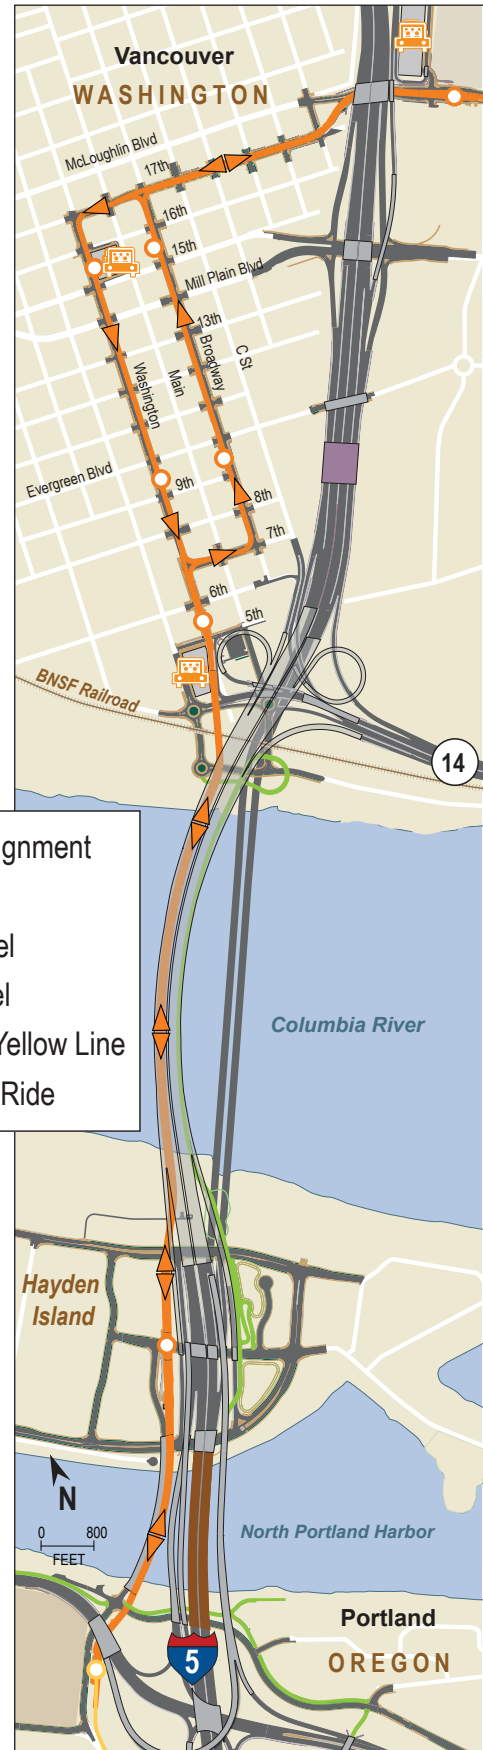 Vancouver
WASHINGTON
McLoughlin Blvd
17th
16th
15th
Mill Plain Blvd
13th
Broadway
C St
Main
Washington
Evergreen Blvd
9th
8th
7th
6th
5th
BNSF Railroad
14
gnment
el
el
Yellow Line
Ride
Columbia River
Hayden
Island
N
0 800
FEET
North Portland Harbor
Portland
OREGON
5